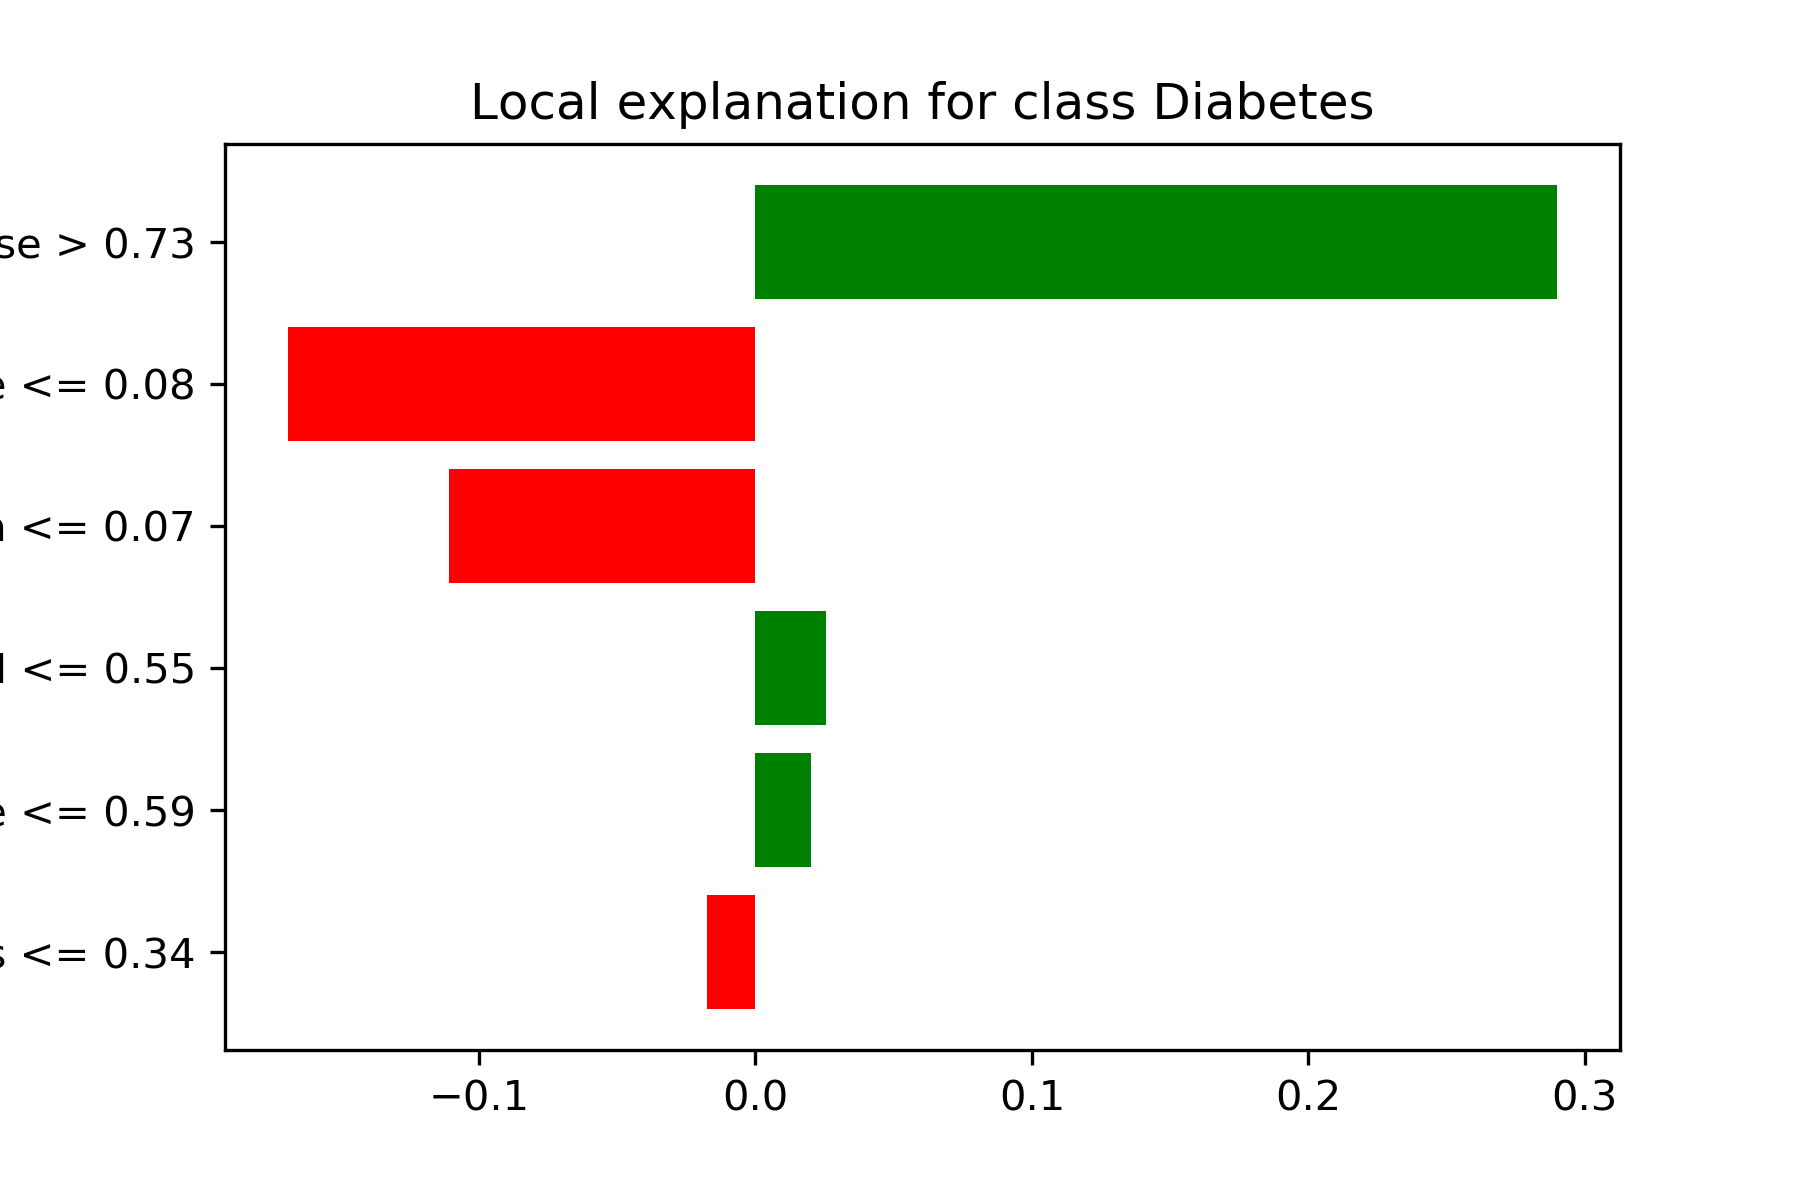 Local explanation for class Diabetes
se > 0.73
e <= 0.08
n <= 0.07
<= 0.55
e <= 0.59
s <= 0.34
−0.1 0.0 0.1 0.2 0.3